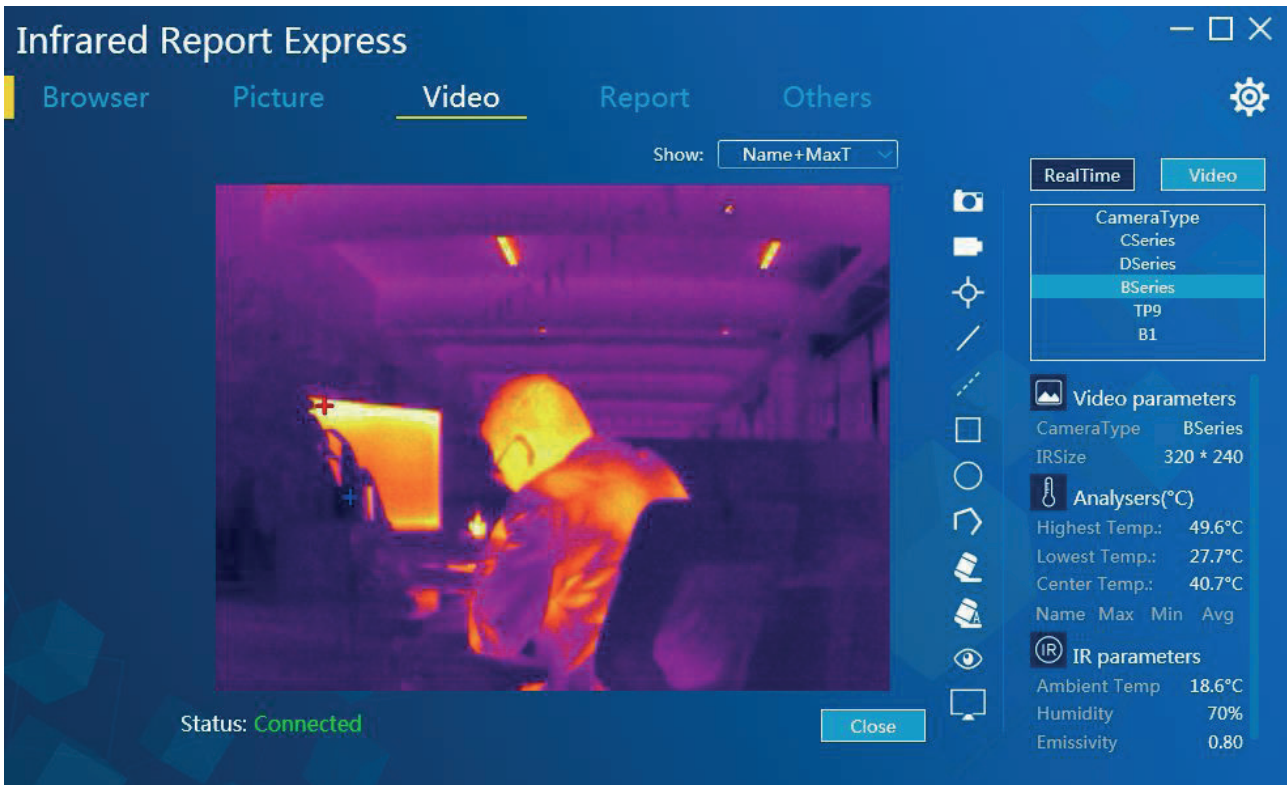 Infrared Report Express
Browser Picture Video Report Others
Show: Name+MaxT
RealTime Video
CameraType
CSeries
DSeries
BSeries
TP9
B1
Video parameters
CameraType BSeries
IRSize 320 * 240
Analysers(°C)
Highest Temp.: 49.6°C
Lowest Temp.: 27.7°C
Center Temp.: 40.7°C
Name Max Min Avg
IR IR parameters
Ambient Temp 18.6°C
Humidity 70%
Emissivity 0.80
A
Status: Connected
Close